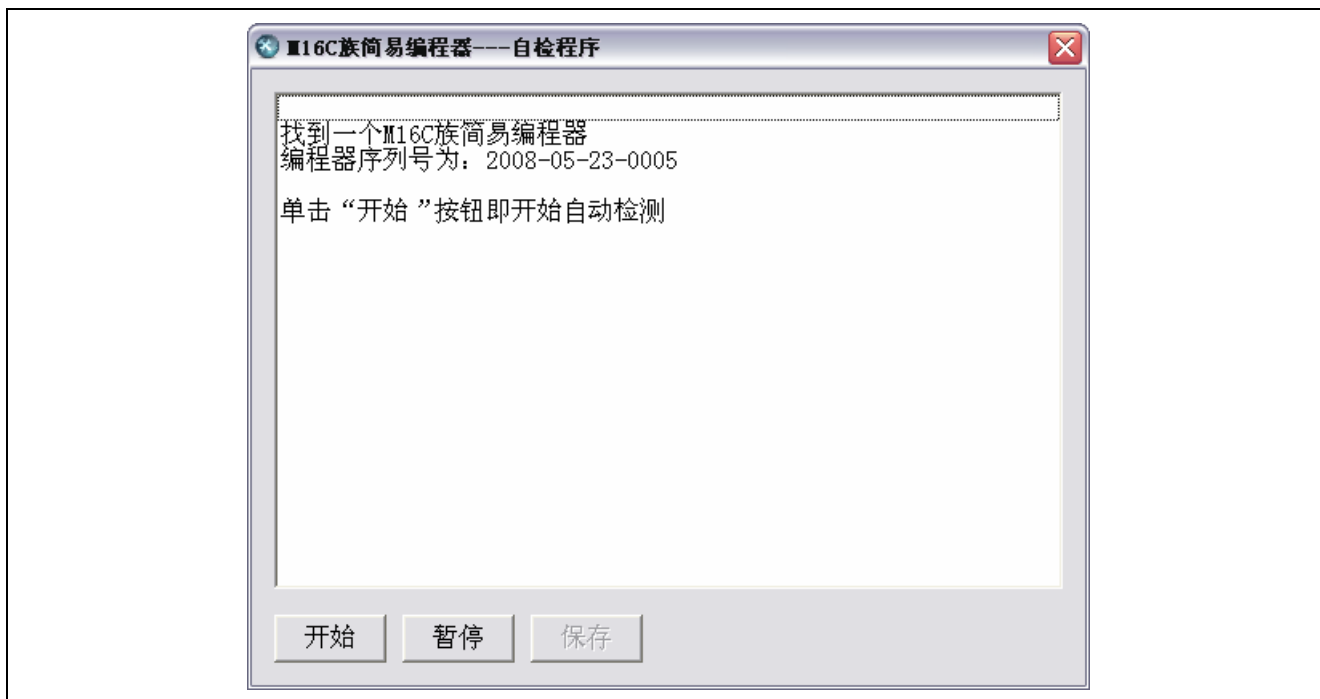 M16C族简易编程器---自检程序
找到一个M16C族简易编程器
编程器序列号为：2008-05-23-0005
单击“开始 ”按钮即开始自动检测
开始 暂停 保存